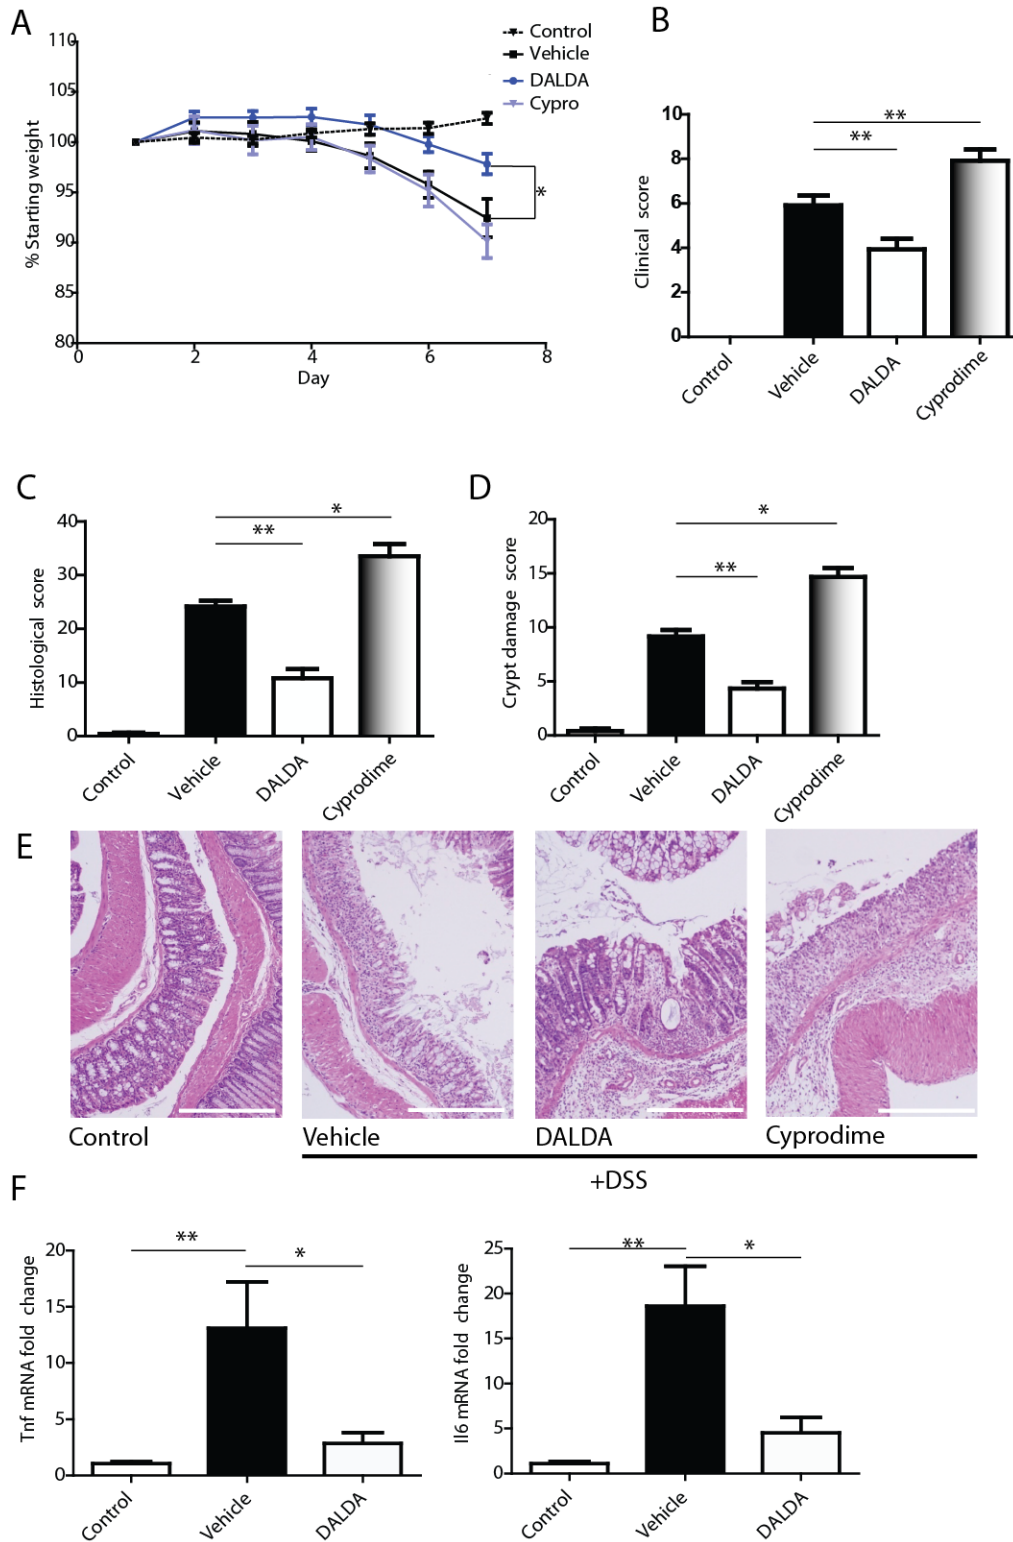 A
110
105
100
95
90
85
80
0
2
4
6
8
% Starting weight
Day
Control
Vehicle
DALDA
Cypro
*
B
10
8
6
4
2
0
Clinical score
**
**
Control
Vehicle
DALDA
Cyprodime
C
40
30
20
10
0
Histological score
*
**
Control
Vehicle
DALDA
Cyprodime
D
20
15
10
5
0
Crypt damage score
*
**
Control
Vehicle
DALDA
Cyprodime
E
Control
Vehicle
DALDA
Cyprodime
+DSS
F
20
15
10
5
0
Tnf mRNA fold change
**
*
Control
Vehicle
DALDA
25
20
15
10
5
0
Il6 mRNA fold change
**
*
Control
Vehicle
DALDA